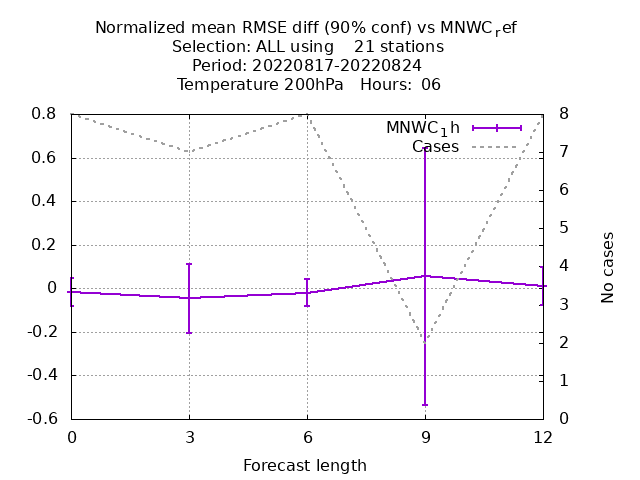 Normalized mean RMSE diff (90% conf) vs MNWC_ref
Selection: ALL using    21 stations
Period: 20220817-20220824
Temperature 200hPa   Hours:  06
MNWC_1h
Cases
0.8
0.6
0.4
0.2
0
-0.2
-0.4
-0.6
8
7
6
5
4
3
2
1
0
No cases
0
3
6
9
12
Forecast length